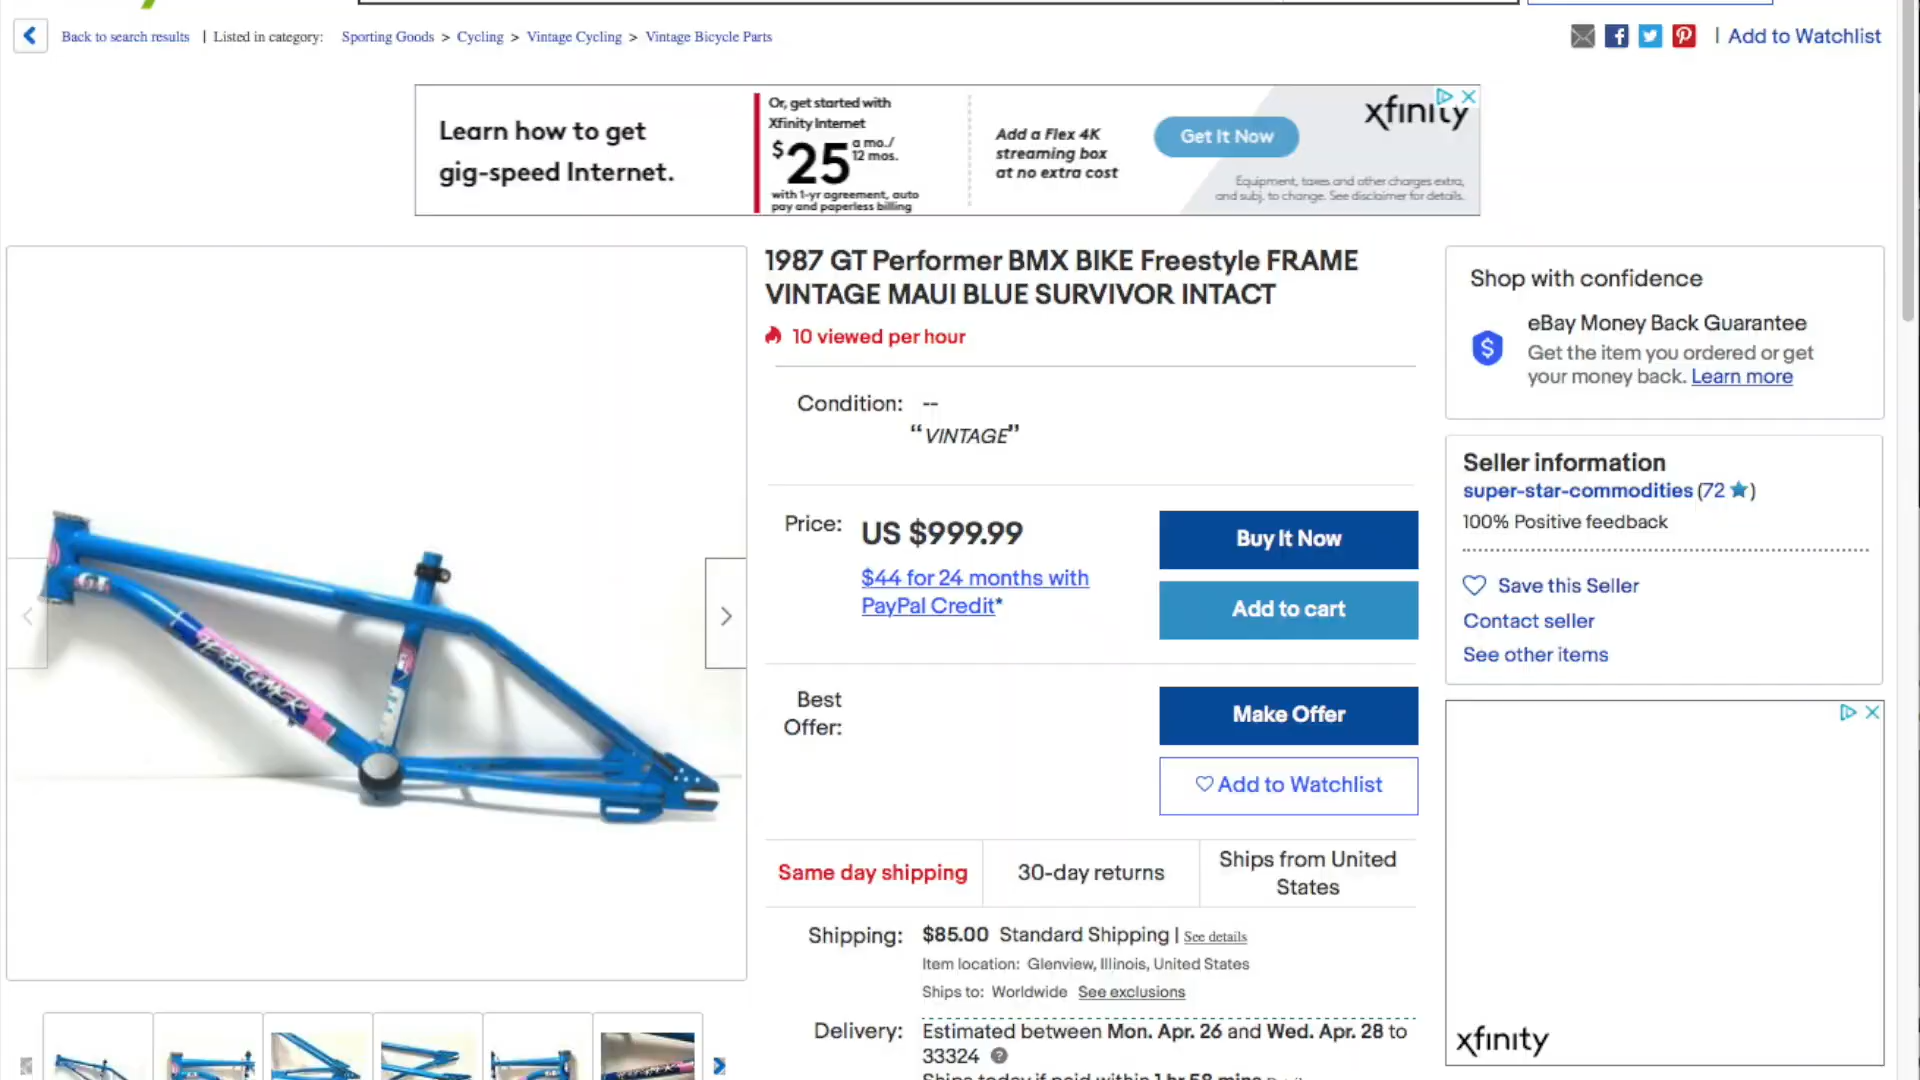 Back to search results | Listed in category: Sporting Goods > Cycling > Vintage Cycling > Vintage Bicycle Parts
| Add to Watchlist
Learn how to get
gig-speed Internet.
Or, get started with
Xfinity Internet
$25 a mo./
12 mos.
with 1-yr agreement, auto
pay and paperless billing
Add a Flex 4K
streaming box
at no extra cost
Get It Now
xfinity
Equipment, taxes and other charges extra,
and subj. to change. See disclaimer for details.
1987 GT Performer BMX BIKE Freestyle FRAME
VINTAGE MAUI BLUE SURVIVOR INTACT
10 viewed per hour
Condition: --
“VINTAGE”
Price: US $999.99
$44 for 24 months with
PayPal Credit*
Buy It Now
Add to cart
Best
Offer:
Make Offer
Add to Watchlist
Same day shipping
30-day returns
Ships from United
States
Shipping: $85.00 Standard Shipping | See details
Item location: Glenview, Illinois, United States
Ships to: Worldwide See exclusions
Delivery: Estimated between Mon. Apr. 26 and Wed. Apr. 28 to
33324
Ships today if paid within 1 hr 58 mins
Shop with confidence
eBay Money Back Guarantee
Get the item you ordered or get
your money back. Learn more
Seller information
super-star-commodities (72)
100% Positive feedback
Save this Seller
Contact seller
See other items
xfinity
PERFORMER